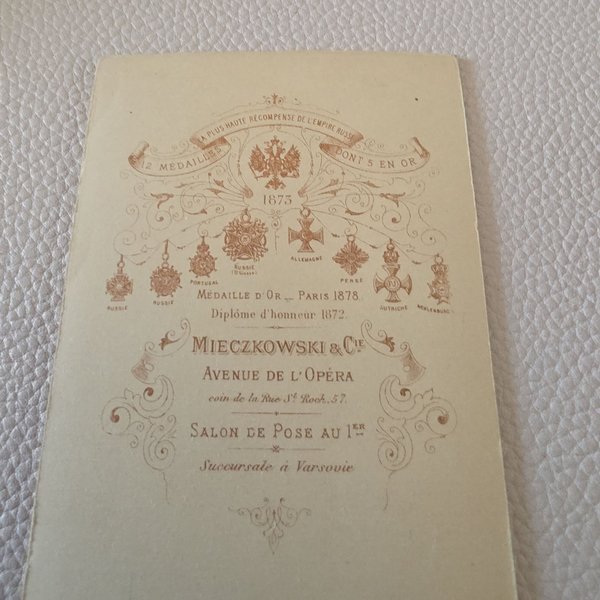 LA PLUS HAUTE RÉCOMPENSE DE L'EMPIRE RUSSE
12 MÉDAILLES DONT 5 EN OR
1873
RUSSIE
RUSSIE
PORTUGAL
RUSSIE
ALLEMAGNE
PERSE
AUTRICHE
MECKLENBURG
MÉDAILLE D'OR _ PARIS 1878.
Diplôme d'honneur 1872.
MIECZKOWSKI & CIE
AVENUE DE L'OPÉRA
coin de la Rue St Roch, 57.
SALON DE POSE AU 1ER
Succursale à Varsovie